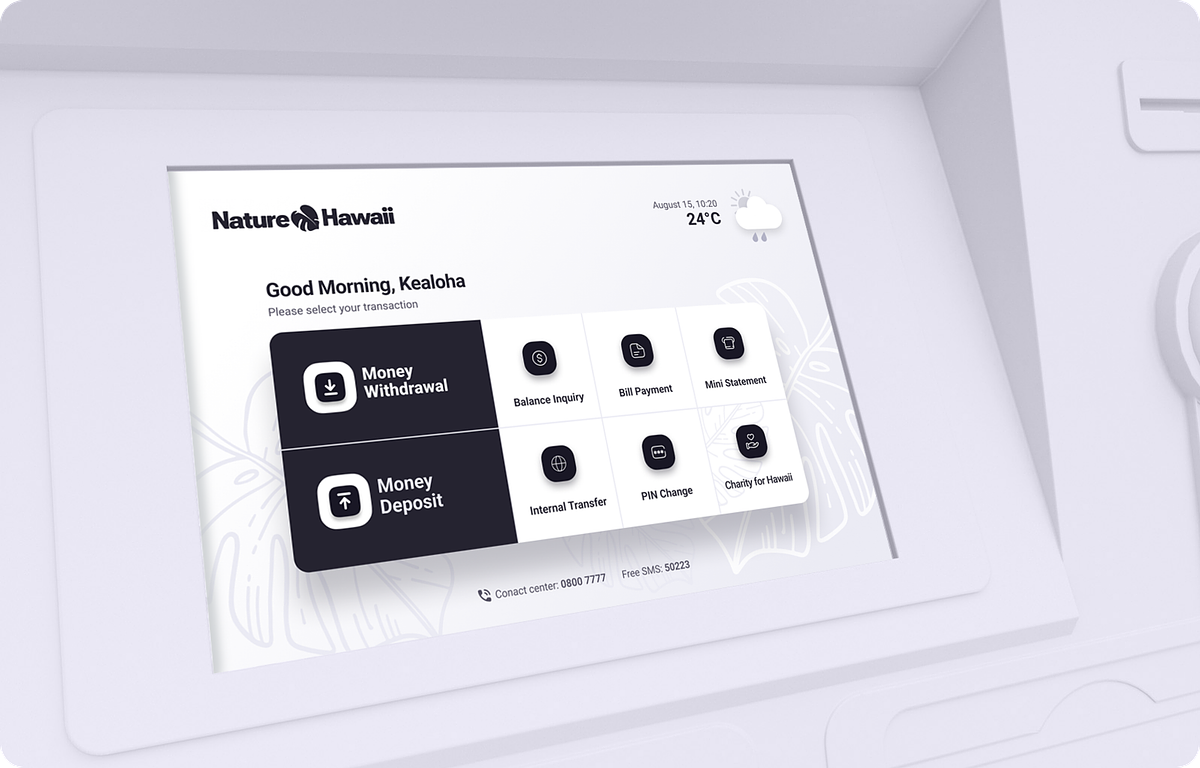 Nature Hawaii
August 15, 10:20
24°C
Good Morning, Kealoha
Please select your transaction
Money
Withdrawal
Balance Inquiry
Bill Payment
Mini Statement
Money
Deposit
Internal Transfer
PIN Change
Charity for Hawaii
Conact center: 0800 7777
Free SMS: 50223